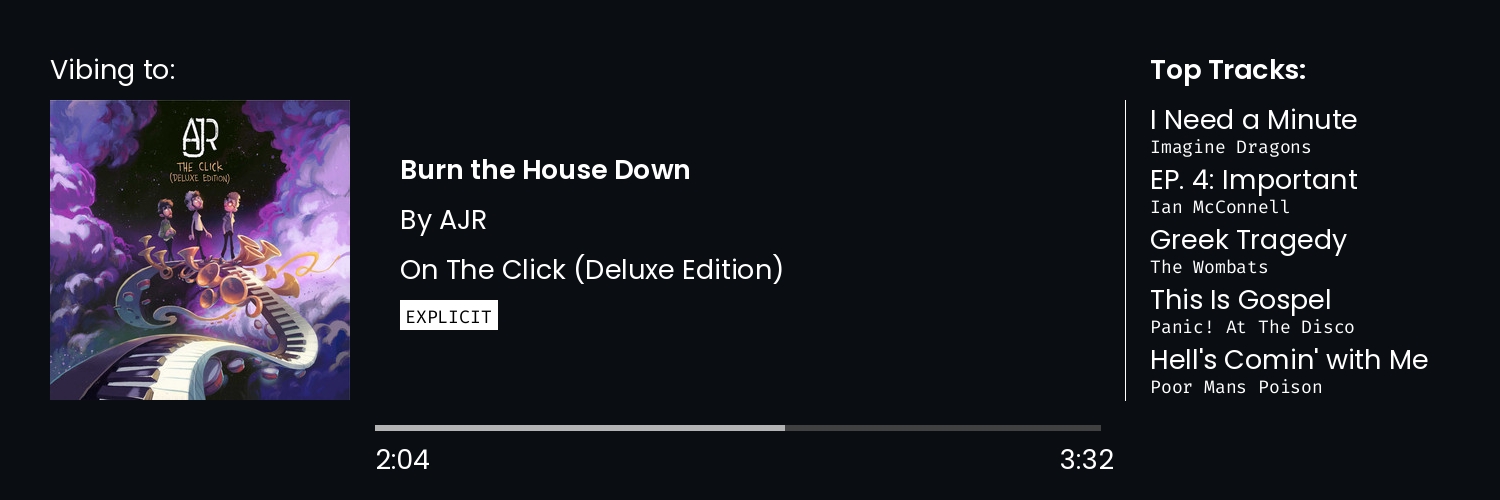 Vibing to:
AJR
THE CLICK
(DELUXE EDITION)
Burn the House Down
By AJR
On The Click (Deluxe Edition)
EXPLICIT
2:04
3:32
Top Tracks:
I Need a Minute
Imagine Dragons
EP. 4: Important
Ian McConnell
Greek Tragedy
The Wombats
This Is Gospel
Panic! At The Disco
Hell's Comin' with Me
Poor Mans Poison